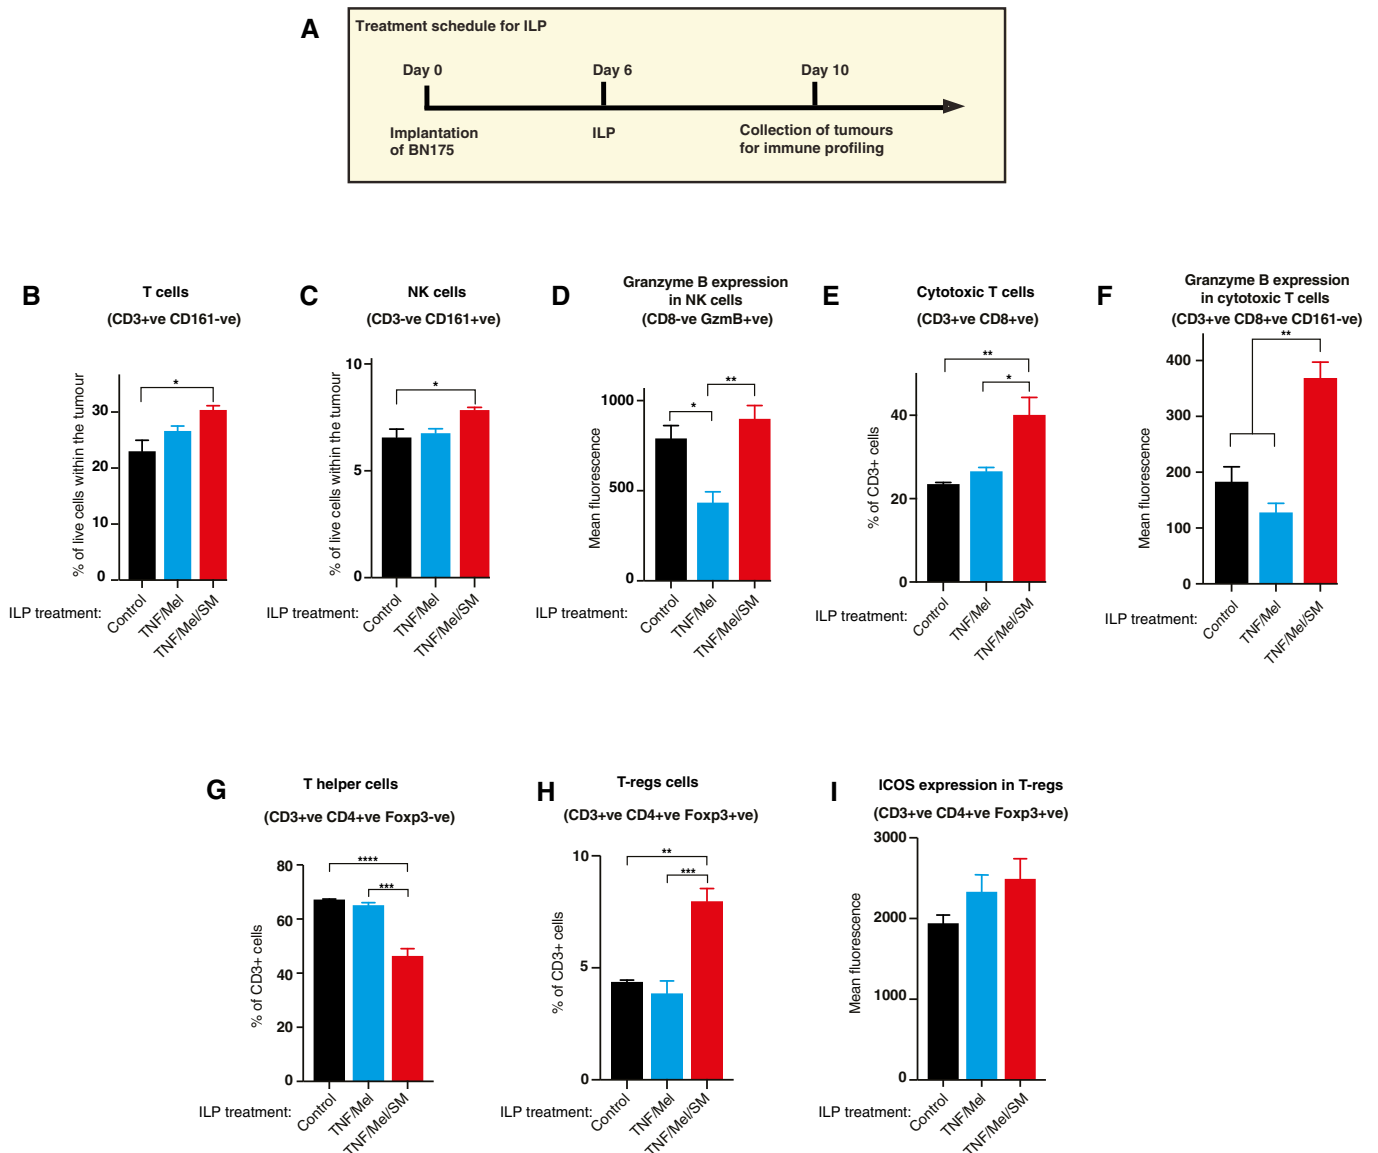 A
Treatment schedule for ILP
Day 0
Day 6
Day 10
Implantation
of BN175
ILP
Collection of tumours
for immune profiling
B
T cells
(CD3+ve CD161-ve)
% of live cells within the tumour
30
20
10
0
*
ILP treatment:
Control
TNF/Mel
TNF/Mel/SM
C
NK cells
(CD3-ve CD161+ve)
% of live cells within the tumour
10
5
0
*
ILP treatment:
Control
TNF/Mel
TNF/Mel/SM
D
Granzyme B expression
in NK cells
(CD8-ve GzmB+ve)
Mean fluorescence
1000
500
0
*
**
ILP treatment:
Control
TNF/Mel
TNF/Mel/SM
E
Cytotoxic T cells
(CD3+ve CD8+ve)
% of CD3+ cells
40
20
0
**
*
ILP treatment:
Control
TNF/Mel
TNF/Mel/SM
F
Granzyme B expression
in cytotoxic T cells
(CD3+ve CD8+ve CD161-ve)
Mean fluorescence
400
300
200
100
0
**
ILP treatment:
Control
TNF/Mel
TNF/Mel/SM
G
T helper cells
(CD3+ve CD4+ve Foxp3-ve)
% of CD3+ cells
80
60
40
20
0
****
***
ILP treatment:
Control
TNF/Mel
TNF/Mel/SM
H
T-regs cells
(CD3+ve CD4+ve Foxp3+ve)
% of CD3+ cells
10
5
0
**
***
ILP treatment:
Control
TNF/Mel
TNF/Mel/SM
I
ICOS expression in T-regs
(CD3+ve CD4+ve Foxp3+ve)
Mean fluorescence
3000
2000
1000
0
ILP treatment:
Control
TNF/Mel
TNF/Mel/SM